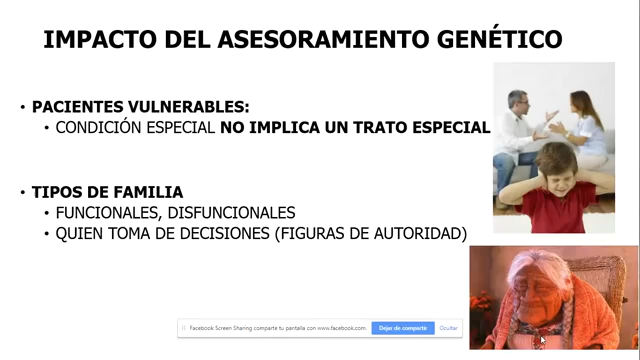 IMPACTO DEL ASESORAMIENTO GENÉTICO
• PACIENTES VULNERABLES:
• CONDICIÓN ESPECIAL NO IMPLICA UN TRATO ESPECIAL
• TIPOS DE FAMILIA
• FUNCIONALES, DISFUNCIONALES
• QUIEN TOMA DE DECISIONES (FIGURAS DE AUTORIDAD)
Facebook Screen Sharing comparte tu pantalla con www.facebook.com. Dejar de compartir Ocultar